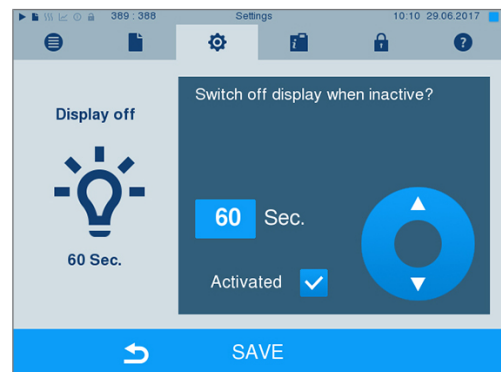 389 : 388 Settings 10:10 29.06.2017
Display off
60 Sec.
Switch off display when inactive?
60 Sec.
Activated
SAVE